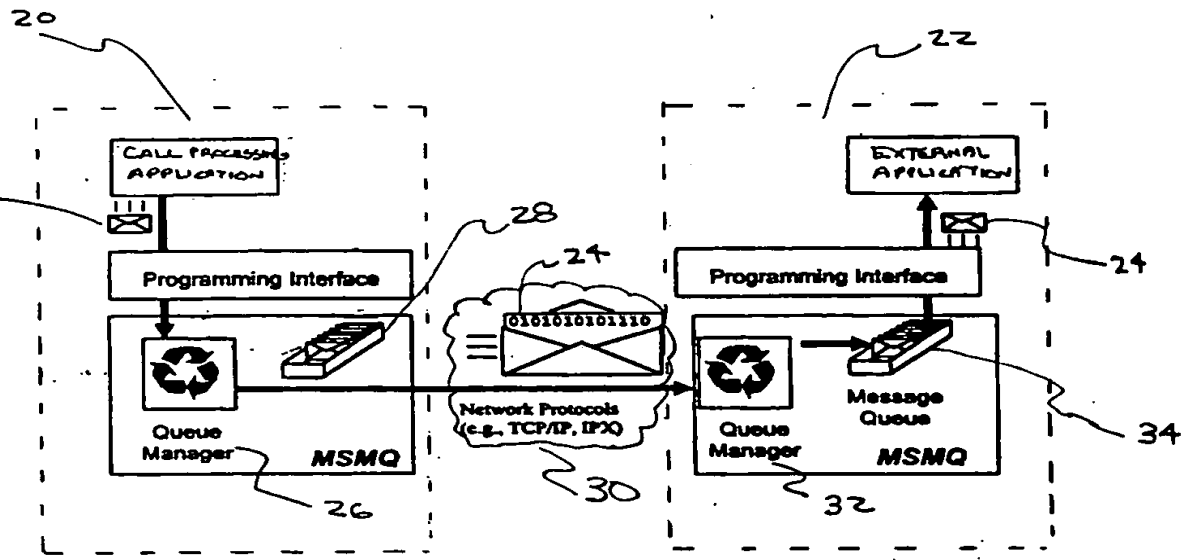 20
22
CALL PROCESSING
APPLICATION
EXTERNAL
APPLICATION
28
24
24
Programming Interface
Programming Interface
0101010101110
Network Protocols
(e.g., TCP/IP, IPX)
Queue
Manager
MSMQ
Queue
Manager
Message
Queue
MSMQ
34
26
30
32